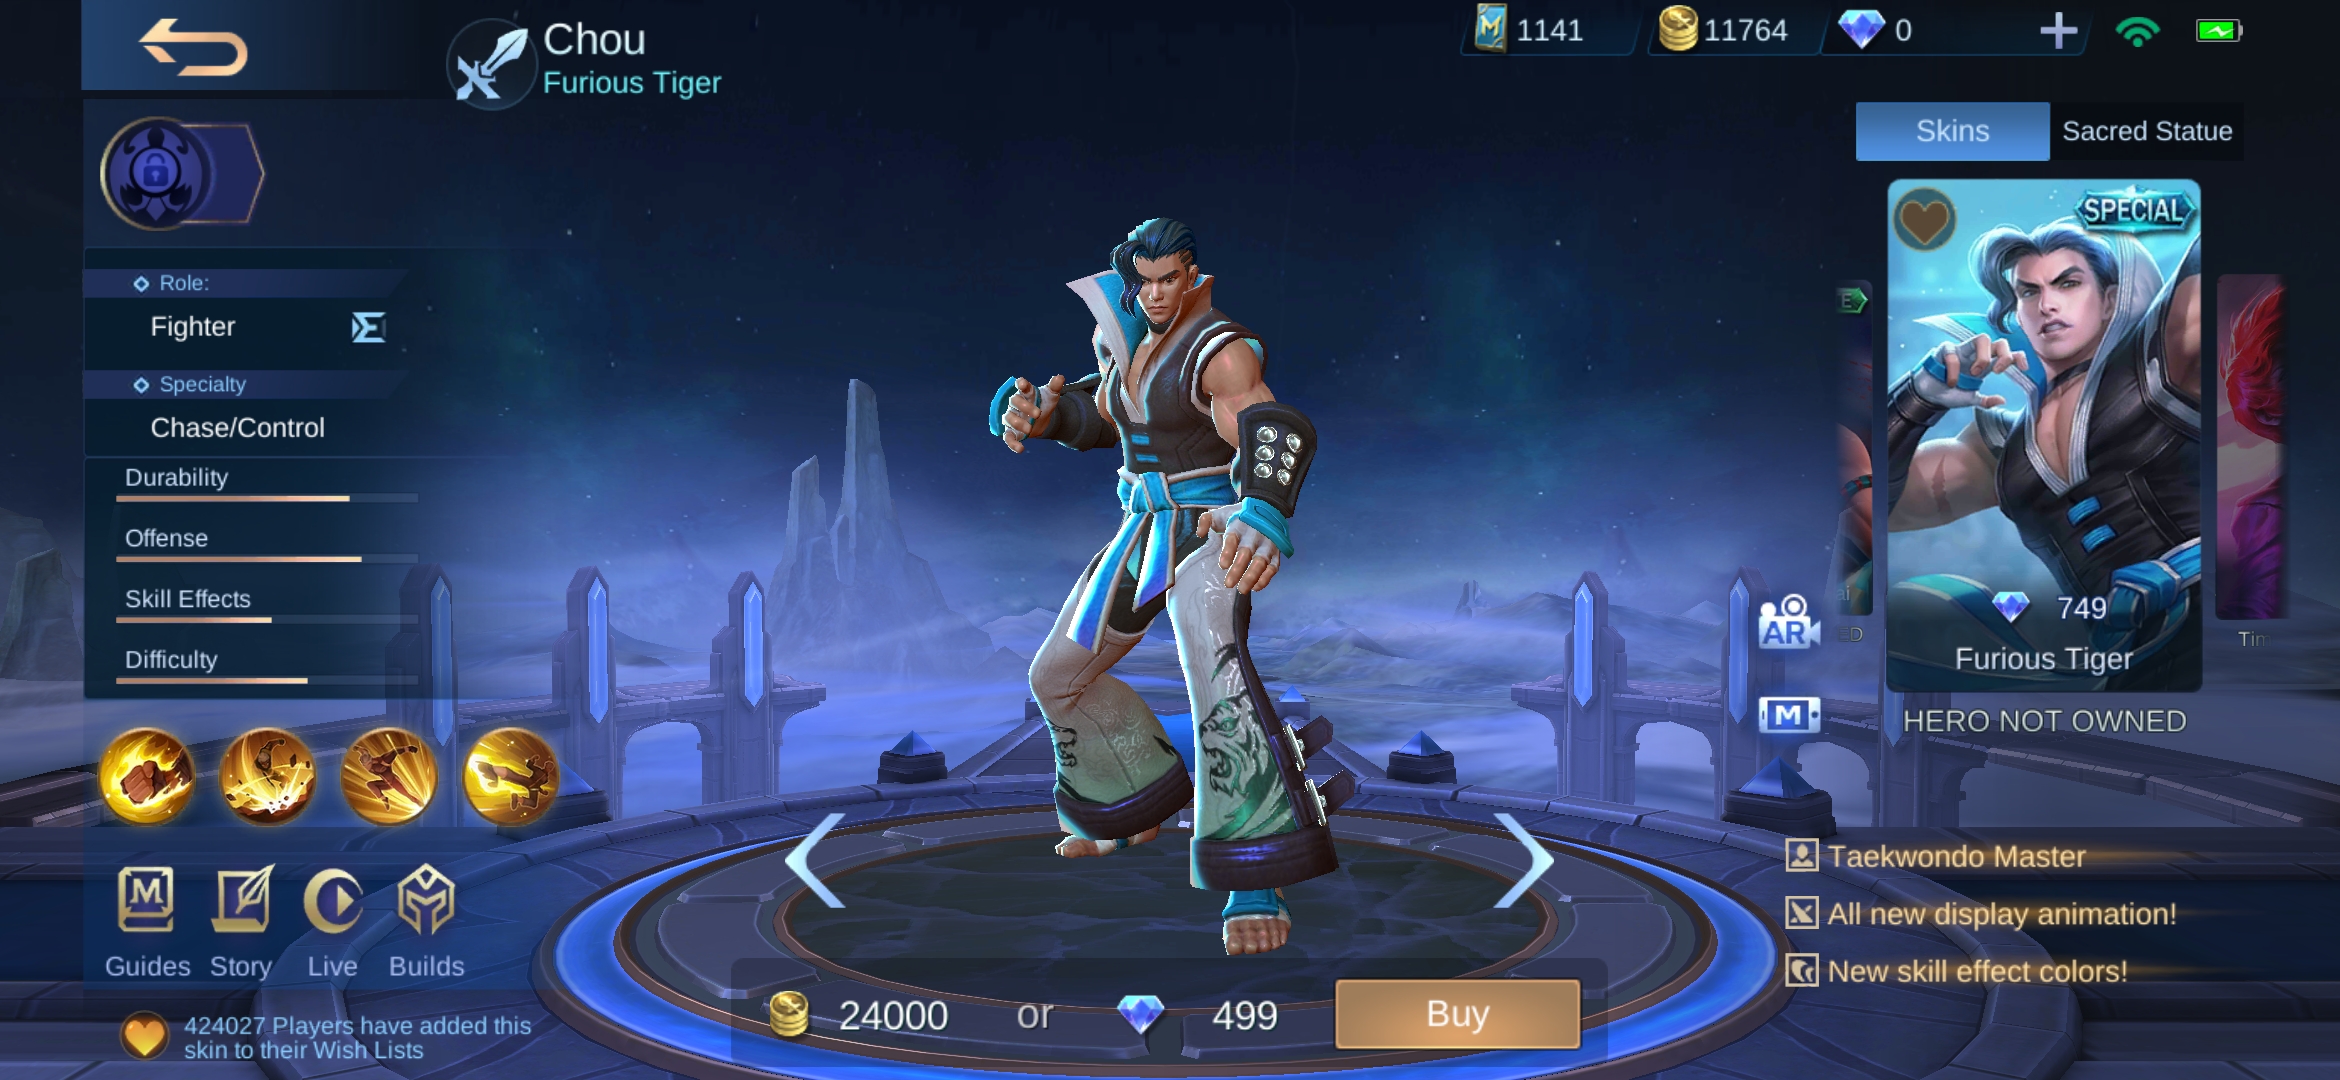 Chou
Furious Tiger
1141
11764
0
Skins
Sacred Statue
Role:
Fighter
Specialty
Chase/Control
Durability
Offense
Skill Effects
Difficulty
SPECIAL
749
Furious Tiger
HERO NOT OWNED
Tim
AR
M
Taekwondo Master
All new display animation!
New skill effect colors!
Guides
Story
Live
Builds
424027 Players have added this
skin to their Wish Lists
24000 or 499
Buy